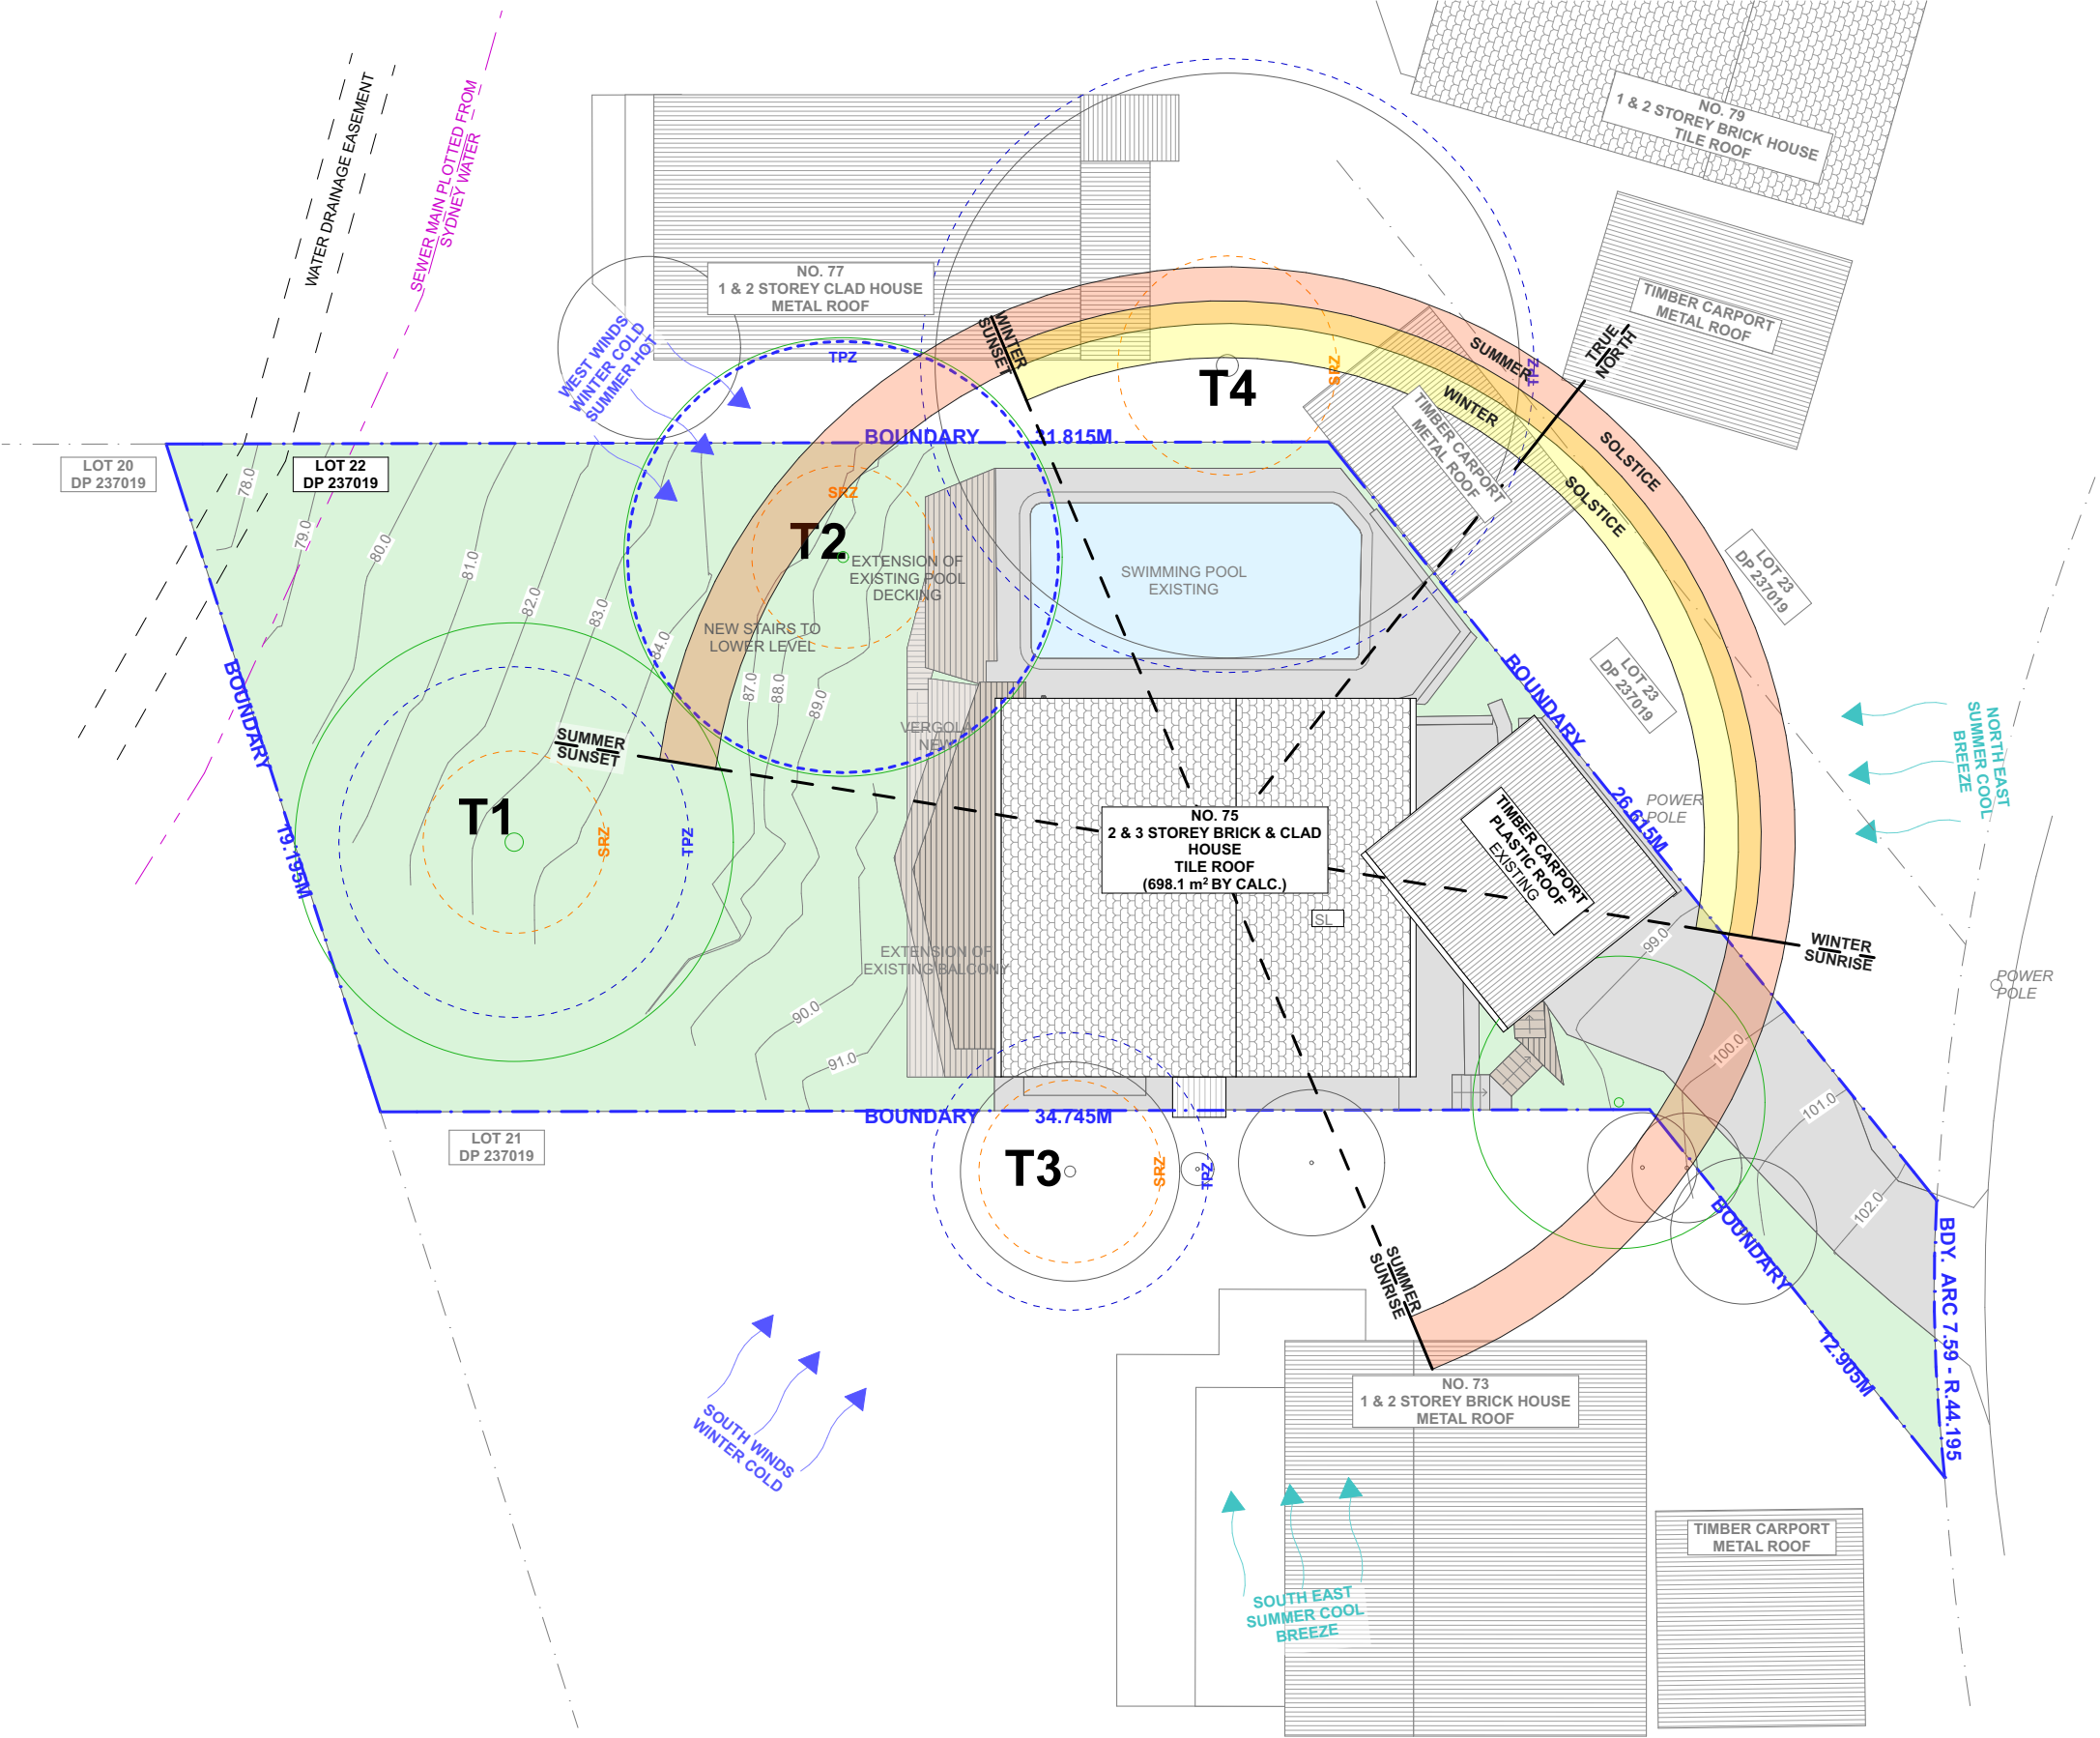 WATER DRAINAGE EASEMENT
SEWER MAIN PLOTTED FROM
SYDNEY WATER
NO. 79
1 & 2 STOREY BRICK HOUSE
TILE ROOF
TIMBER CARPORT
METAL ROOF
NO. 77
1 & 2 STOREY CLAD HOUSE
METAL ROOF
WEST WINDS
WINTER COLD
SUMMER HOT
TPZ
WINTER
SUNSET
T4
SRZ
TPZ
SUMMER
SOLSTICE
WINTER
SOLSTICE
TRUE
NORTH
TIMBER CARPORT
METAL ROOF
BOUNDARY 31.815M
LOT 20
DP 237019
LOT 22
DP 237019
78.0
79.0
80.0
81.0
82.0
83.0
84.0
87.0
88.0
89.0
90.0
91.0
SRZ
T2
EXTENSION OF
EXISTING POOL
DECKING
NEW STAIRS TO
LOWER LEVEL
SWIMMING POOL
EXISTING
LOT 23
DP 237019
LOT 23
DP 237019
BOUNDARY
26.615M
NORTH EAST
SUMMER COOL
BREEZE
POWER
POLE
POWER
POLE
BOUNDARY
19.195M
SUMMER
SUNSET
T1
SRZ
TPZ
VERGOLA
NEW
NO. 75
2 & 3 STOREY BRICK & CLAD
HOUSE
TILE ROOF
(698.1 m² BY CALC.)
SL
TIMBER CARPORT
PLASTIC ROOF
EXISTING
EXTENSION OF
EXISTING BALCONY
WINTER
SUNRISE
99.0
100.0
101.0
102.0
BOUNDARY 34.745M
LOT 21
DP 237019
T3
SRZ
TPZ
SUMMER
SUNRISE
BOUNDARY
12.905M
BDY. ARC 7.59 - R.44.195
SOUTH WINDS
WINTER COLD
NO. 73
1 & 2 STOREY BRICK HOUSE
METAL ROOF
SOUTH EAST
SUMMER COOL
BREEZE
TIMBER CARPORT
METAL ROOF